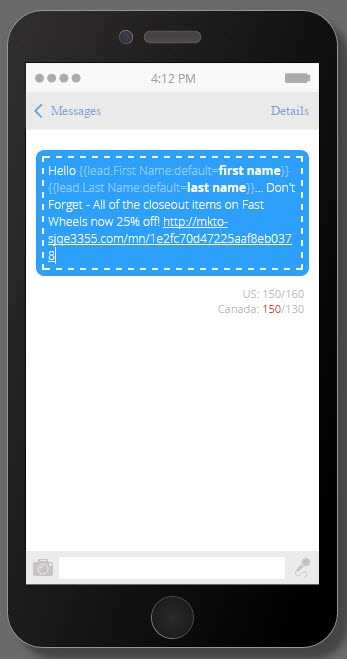 4:12 PM
Messages Details
Hello {{lead.First Name:default=first name}}
{{lead.Last Name:default=last name}}... Don't
Forget - All of the closeout items on Fast
Wheels now 25% off! http://mkto-
sjqe3355.com/mn/1e2fc70d47225aaf8eb037
8
US: 150/160
Canada: 150/130